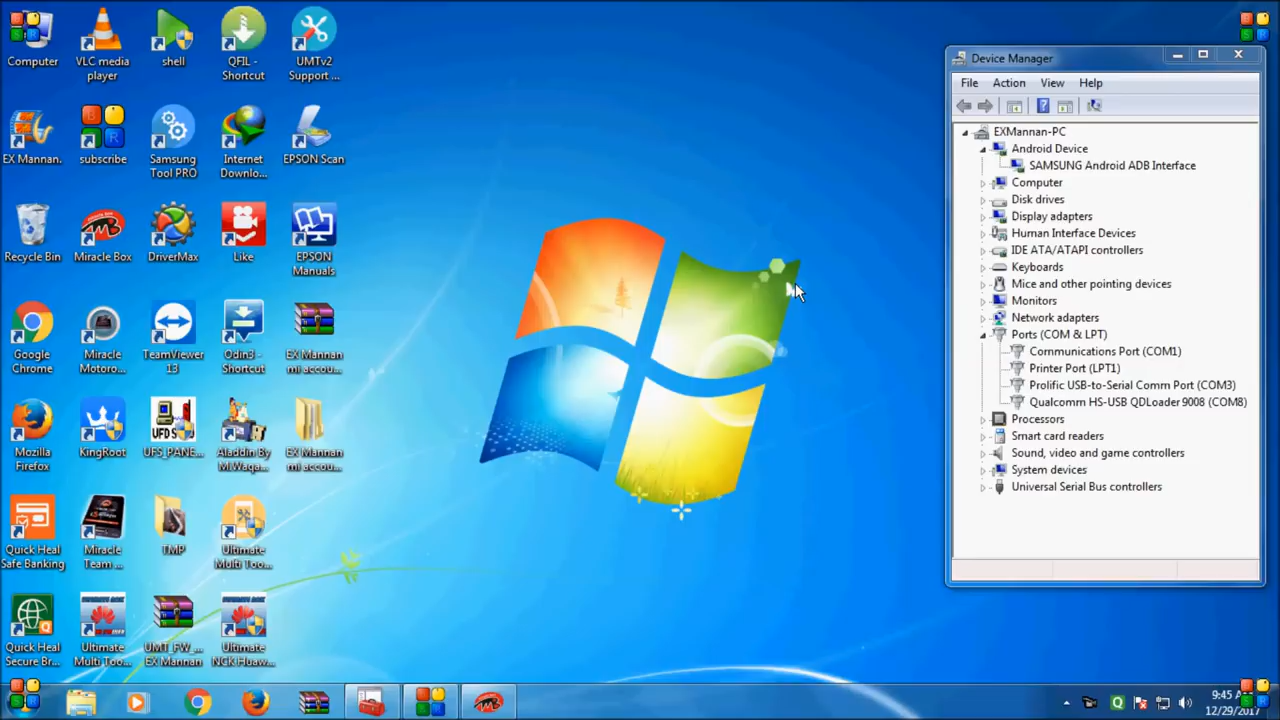 Computer
VLC media
player
shell
QFIL -
Shortcut
UMTv2
Support ...
EX Mannan.
subscribe
Samsung
Tool PRO
Internet
Downlo...
EPSON Scan
Recycle Bin
Miracle Box
DriverMax
Like
EPSON
Manuals
Google
Chrome
Miracle
Motoro...
TeamViewer
13
Odin3 -
Shortcut
EX Mannan
mi accou...
Mozilla
Firefox
KingRoot
UFS_PANE...
Aladdin By
M.Waqa...
EX Mannan
mi accou...
Quick Heal
Safe Banking
Miracle
Team ...
TMP
Ultimate
Multi Too...
Quick Heal
Secure Br...
Ultimate
Multi Too...
UMT_FW_...
EX Mannan
Ultimate
NCK Huaw...
Device Manager
File Action View Help
EXMannan-PC
Android Device
SAMSUNG Android ADB Interface
Computer
Disk drives
Display adapters
Human Interface Devices
IDE ATA/ATAPI controllers
Keyboards
Mice and other pointing devices
Monitors
Network adapters
Ports (COM & LPT)
Communications Port (COM1)
Printer Port (LPT1)
Prolific USB-to-Serial Comm Port (COM3)
Qualcomm HS-USB QDLoader 9008 (COM8)
Processors
Smart card readers
Sound, video and game controllers
System devices
Universal Serial Bus controllers
9:45
12/29/2017